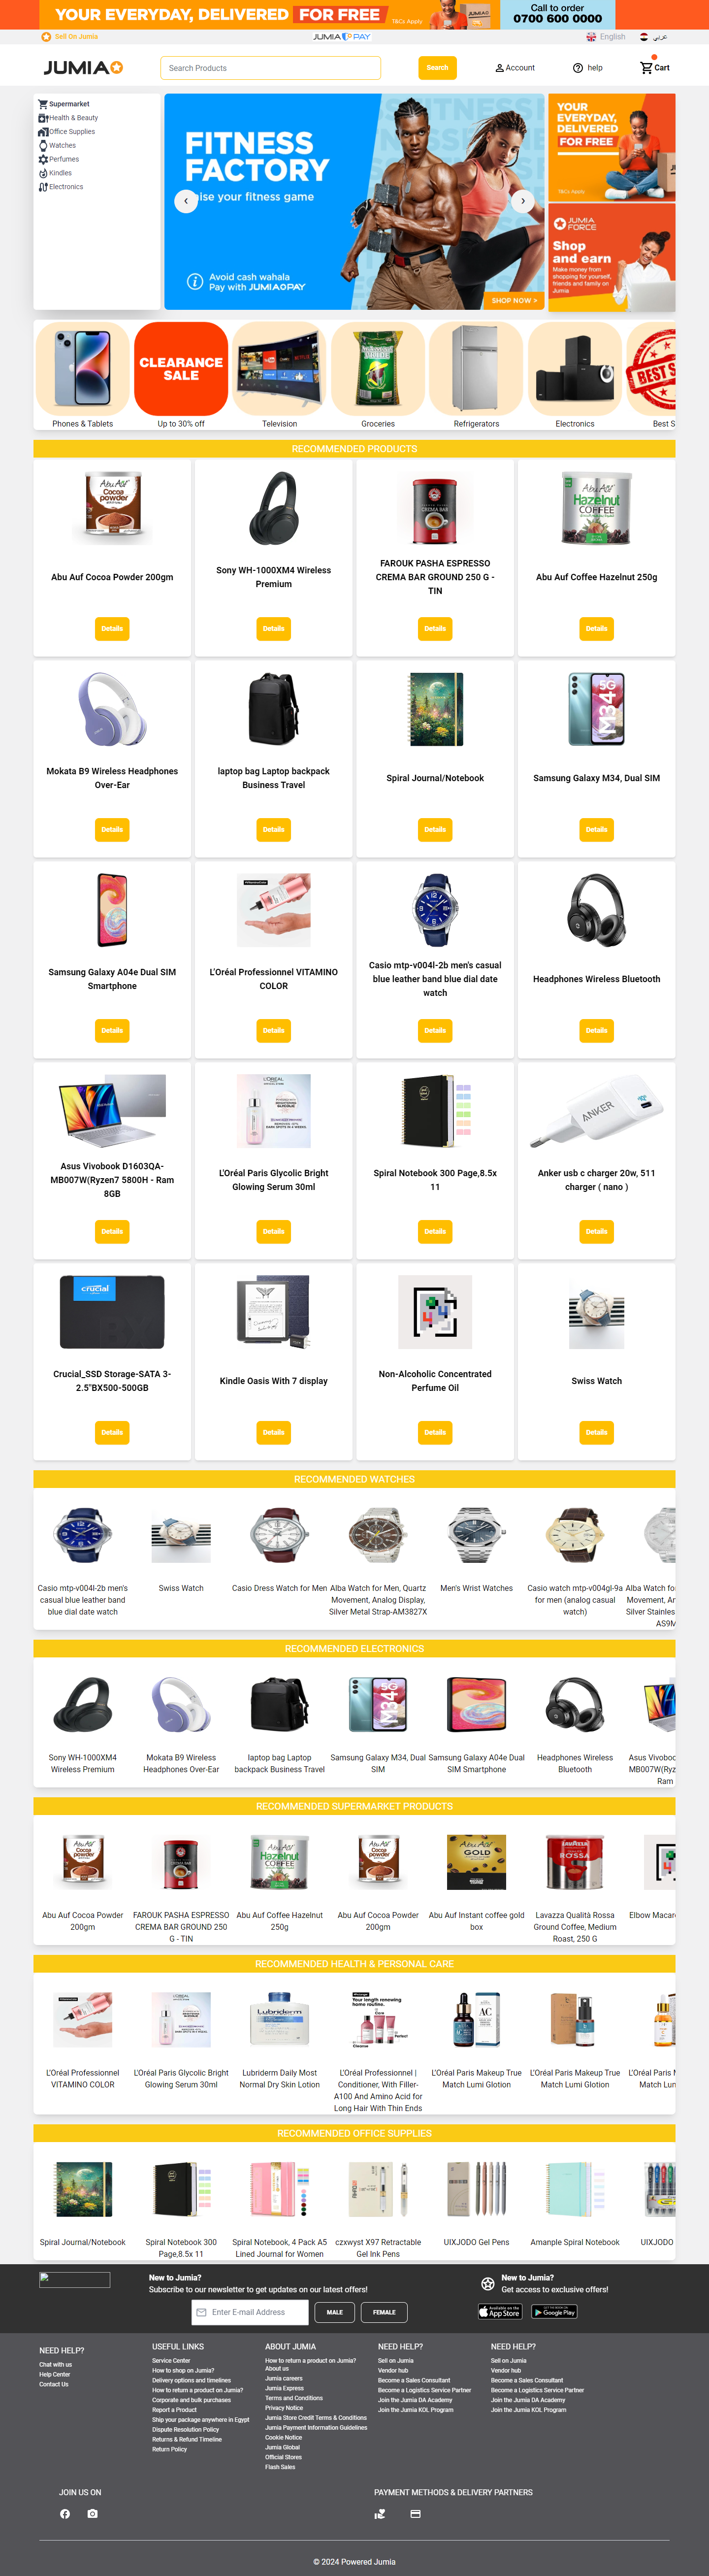 YOUR EVERYDAY, DELIVERED FOR FREE T&Cs Apply JUMIA Call to order 0700 600 0000
Sell On Jumia
JUMIA PAY
English
عربي
JUMIA
Search Products
Search
Account
help
Cart
Supermarket
Health & Beauty
Office Supplies
Watches
Perfumes
Kindles
Electronics
FITNESS
FACTORY
ise your fitness game
Avoid cash wahala
Pay with JUMIA PAY
SHOP NOW >
YOUR EVERYDAY,
DELIVERED
FOR FREE
T&Cs Apply
JUMIA
FORCE
Shop
and earn
Make money from
shopping for yourself,
friends and family on
Jumia
CLEARANCE
SALE
BEST S
Phones & Tablets
Up to 30% off
Television
Groceries
Refrigerators
Electronics
Best S
RECOMMENDED PRODUCTS
Abu Auf Cocoa Powder 200gm
Details
Sony WH-1000XM4 Wireless
Premium
Details
FAROUK PASHA ESPRESSO
CREMA BAR GROUND 250 G -
TIN
Details
Abu Auf Coffee Hazelnut 250g
Details
Mokata B9 Wireless Headphones
Over-Ear
Details
laptop bag Laptop backpack
Business Travel
Details
Spiral Journal/Notebook
Details
5G
M34
Samsung Galaxy M34, Dual SIM
Details
Samsung Galaxy A04e Dual SIM
Smartphone
Details
L'Oréal Professionnel VITAMINO
COLOR
Details
Casio mtp-v004l-2b men's casual
blue leather band blue dial date
watch
Details
Headphones Wireless Bluetooth
Details
Asus Vivobook D1603QA-
MB007W(Ryzen7 5800H - Ram
8GB
Details
L'ORÉAL
L'Oréal Paris Glycolic Bright
Glowing Serum 30ml
Details
Spiral Notebook 300 Page,8.5x
11
Details
ANKER
Anker usb c charger 20w, 511
charger ( nano )
Details
crucial
Crucial_SSD Storage-SATA 3-
2.5"BX500-500GB
Details
Kindle Oasis With 7 display
Details
Non-Alcoholic Concentrated
Perfume Oil
Details
Swiss Watch
Details
RECOMMENDED WATCHES
Casio mtp-v004l-2b men's
casual blue leather band
blue dial date watch
Swiss Watch
Casio Dress Watch for Men
Alba Watch for Men, Quartz
Movement, Analog Display,
Silver Metal Strap-AM3827X
Men's Wrist Watches
Casio watch mtp-v004gl-9a
for men (analog casual
watch)
Alba Watch fo
Movement, An
Silver Stainles
AS9M
RECOMMENDED ELECTRONICS
Sony WH-1000XM4
Wireless Premium
Mokata B9 Wireless
Headphones Over-Ear
laptop bag Laptop
backpack Business Travel
Samsung Galaxy M34, Dual
SIM
Samsung Galaxy A04e Dual
SIM Smartphone
Headphones Wireless
Bluetooth
Asus Vivoboo
MB007W(Ryz
Ram
RECOMMENDED SUPERMARKET PRODUCTS
Abu Auf Cocoa Powder
200gm
FAROUK PASHA ESPRESSO
CREMA BAR GROUND 250
G - TIN
Abu Auf Coffee Hazelnut
250g
Abu Auf Cocoa Powder
200gm
Abu Auf Instant coffee gold
box
Lavazza Qualità Rossa
Ground Coffee, Medium
Roast, 250 G
Elbow Macar
RECOMMENDED HEALTH & PERSONAL CARE
L'Oréal Professionnel
VITAMINO COLOR
L'Oréal Paris Glycolic Bright
Glowing Serum 30ml
Lubriderm Daily Most
Normal Dry Skin Lotion
L'Oréal Professionnel |
Conditioner, With Filler-
A100 And Amino Acid for
Long Hair With Thin Ends
L'Oréal Paris Makeup True
Match Lumi Glotion
L'Oréal Paris Makeup True
Match Lumi Glotion
L'Oréal Paris M
Match Lum
RECOMMENDED OFFICE SUPPLIES
Spiral Journal/Notebook
Spiral Notebook 300
Page,8.5x 11
Spiral Notebook, 4 Pack A5
Lined Journal for Women
czxwyst X97 Retractable
Gel Ink Pens
UIXJODO Gel Pens
Amanple Spiral Notebook
UIXJODO
New to Jumia?
Subscribe to our newsletter to get updates on our latest offers!
Enter E-mail Address
MALE
FEMALE
New to Jumia?
Get access to exclusive offers!
Available on the
App Store
Google Play
NEED HELP?
Chat with us
Help Center
Contact Us
USEFUL LINKS
Service Center
How to shop on Jumia?
Delivery options and timelines
How to return a product on Jumia?
Corporate and bulk purchases
Report a Product
Ship your package anywhere in Egypt
Dispute Resolution Policy
Returns & Refund Timeline
Return Policy
ABOUT JUMIA
How to return a product on Jumia?
About us
Jumia careers
Jumia Express
Terms and Conditions
Privacy Notice
Jumia Store Credit Terms & Conditions
Jumia Payment Information Guidelines
Cookie Notice
Jumia Global
Official Stores
Flash Sales
NEED HELP?
Sell on Jumia
Vendor hub
Become a Sales Consultant
Become a Logistics Service Partner
Join the Jumia DA Academy
Join the Jumia KOL Program
NEED HELP?
Sell on Jumia
Vendor hub
Become a Sales Consultant
Become a Logistics Service Partner
Join the Jumia DA Academy
Join the Jumia KOL Program
JOIN US ON
PAYMENT METHODS & DELIVERY PARTNERS
© 2024 Powered Jumia